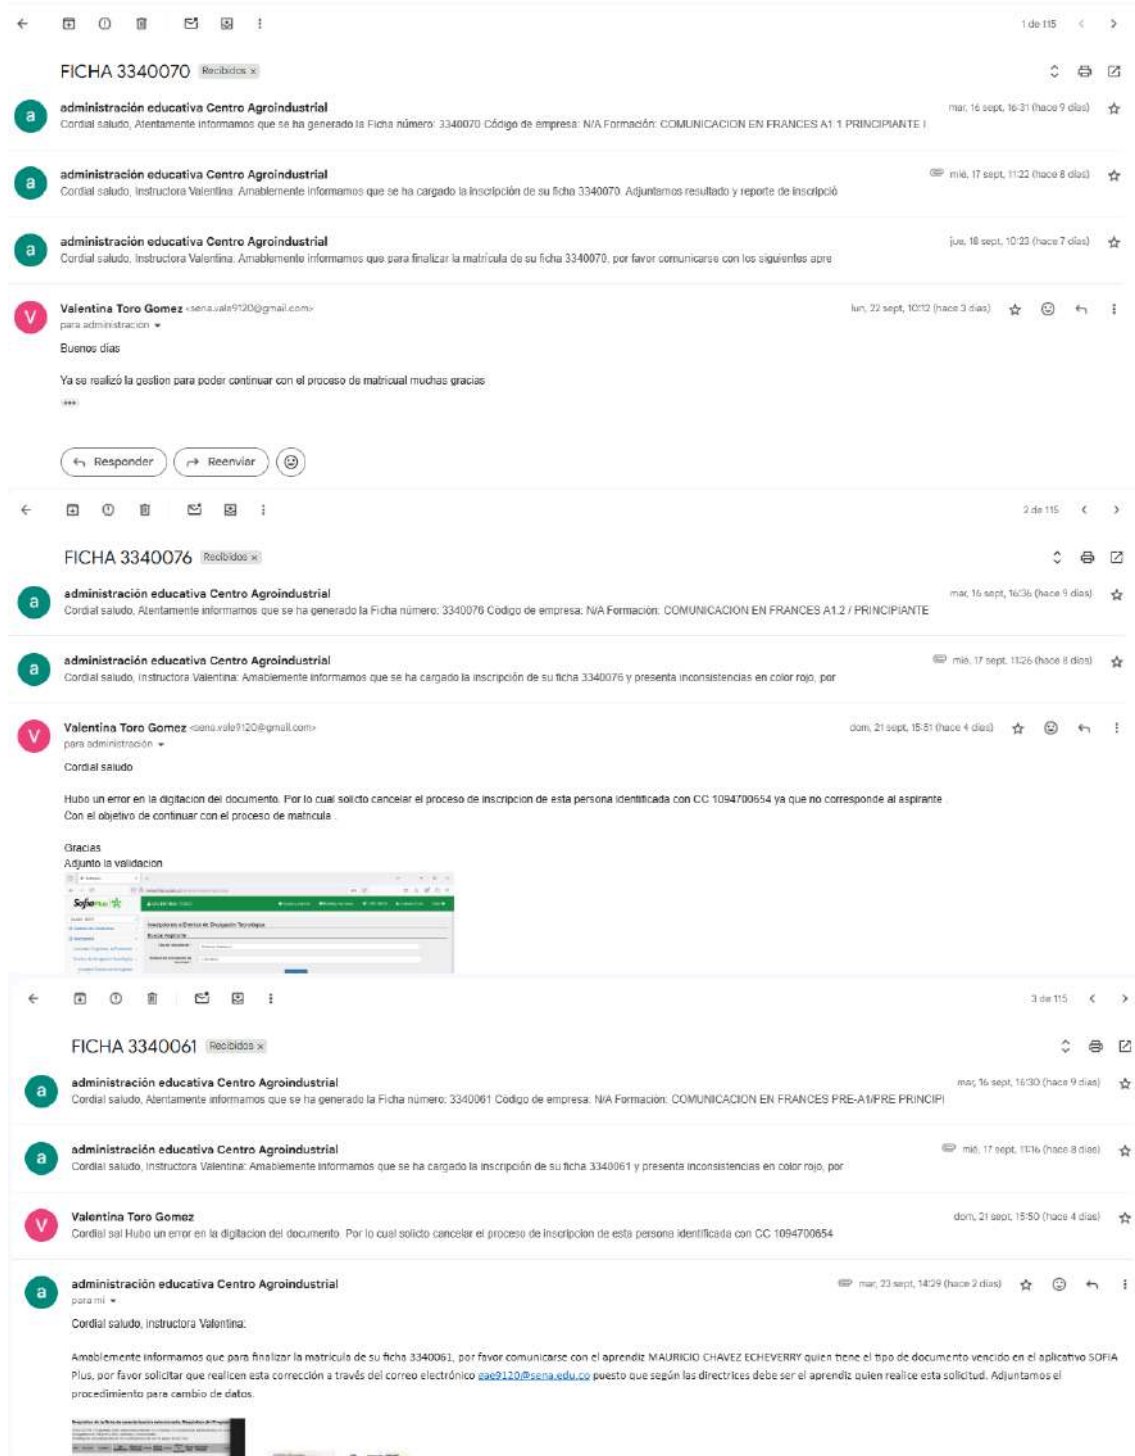 1 de 115
FICHA 3340070 Recibidos x
administración educativa Centro Agroindustrial mar, 16 sept, 16:31 (hace 9 días)
Cordial saludo, Atentamente informamos que se ha generado la Ficha número: 3340070 Código de empresa: N/A Formación: COMUNICACION EN FRANCES A1.1 PRINCIPIANTE I
administración educativa Centro Agroindustrial mié, 17 sept, 11:22 (hace 8 días)
Cordial saludo, Instructora Valentina: Amablemente informamos que se ha cargado la inscripción de su ficha 3340070. Adjuntamos resultado y reporte de inscripció
administración educativa Centro Agroindustrial jue, 18 sept, 10:23 (hace 7 días)
Cordial saludo, Instructora Valentina: Amablemente informamos que para finalizar la matrícula de su ficha 3340070, por favor comunicarse con los siguientes apre
Valentina Toro Gomez <sena.vale9120@gmail.com> lun, 22 sept, 10:12 (hace 3 días)
para administración
Buenos días
Ya se realizó la gestion para poder continuar con el proceso de matricual muchas gracias
Responder Reenviar
2 de 115
FICHA 3340076 Recibidos x
administración educativa Centro Agroindustrial mar, 16 sept, 16:36 (hace 9 días)
Cordial saludo, Atentamente informamos que se ha generado la Ficha número: 3340076 Código de empresa: N/A Formación: COMUNICACION EN FRANCES A1.2 / PRINCIPIANTE
administración educativa Centro Agroindustrial mié, 17 sept, 11:26 (hace 8 días)
Cordial saludo, Instructora Valentina: Amablemente informamos que se ha cargado la inscripción de su ficha 3340076 y presenta inconsistencias en color rojo, por
Valentina Toro Gomez <sena.vale9120@gmail.com> dom, 21 sept, 15:51 (hace 4 días)
para administración
Cordial saludo
Hubo un error en la digitacion del documento. Por lo cual solicto cancelar el proceso de inscripcion de esta persona identificada con CC 1094700654 ya que no corresponde al aspirante .
Con el objetivo de continuar con el proceso de matricula .
Gracias
Adjunto la validacion
Sofia
Inscripciones a Eventos de Divulgación Tecnológica
3 de 115
FICHA 3340061 Recibidos x
administración educativa Centro Agroindustrial mar, 16 sept, 16:30 (hace 9 días)
Cordial saludo, Atentamente informamos que se ha generado la Ficha número: 3340061 Código de empresa: N/A Formación: COMUNICACION EN FRANCES PRE-A1/PRE PRINCIPI
administración educativa Centro Agroindustrial mié, 17 sept, 11:16 (hace 8 días)
Cordial saludo, Instructora Valentina: Amablemente informamos que se ha cargado la inscripción de su ficha 3340061 y presenta inconsistencias en color rojo, por
Valentina Toro Gomez dom, 21 sept, 15:50 (hace 4 días)
Cordial sal Hubo un error en la digitacion del documento. Por lo cual solicto cancelar el proceso de inscripcion de esta persona identificada con CC 1094700654
administración educativa Centro Agroindustrial mar, 23 sept, 14:29 (hace 2 días)
para mí
Cordial saludo, instructora Valentina:
Amablemente informamos que para finalizar la matrícula de su ficha 3340061, por favor comunicarse con el aprendiz MAURICIO CHAVEZ ECHEVERRY quien tiene el tipo de documento vencido en el aplicativo SOFIA
Plus, por favor solicitar que realicen esta corrección a través del correo electrónico gae9120@sena.edu.co puesto que según las directrices debe ser el aprendiz quien realice esta solicitud. Adjuntamos el
procedimiento para cambio de datos.